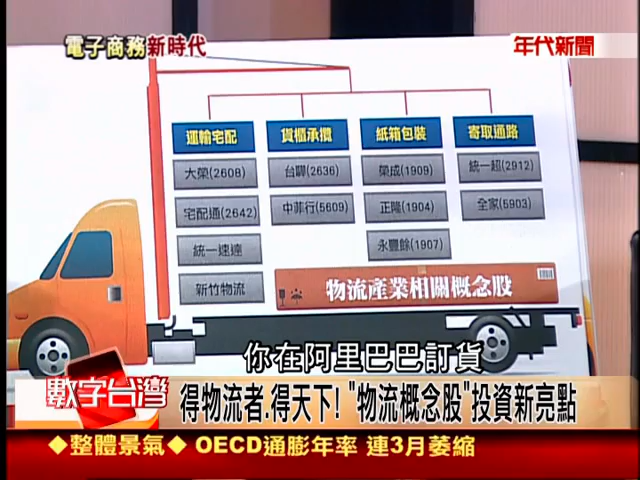 電子商務新時代
年代新聞
運輸宅配
貨櫃承攬
紙箱包裝
寄取通路
大榮(2608)
台聯(2636)
榮成(1909)
統一超(2912)
宅配通(2642)
中菲行(5609)
正隆(1904)
全家(5903)
統一速達
永豐餘(1907)
新竹物流
物流產業相關概念股
你在阿里巴巴訂貨
數字台灣
得物流者.得天下! "物流概念股"投資新亮點
◆整體景氣◆ OECD通膨年率 連3月萎縮